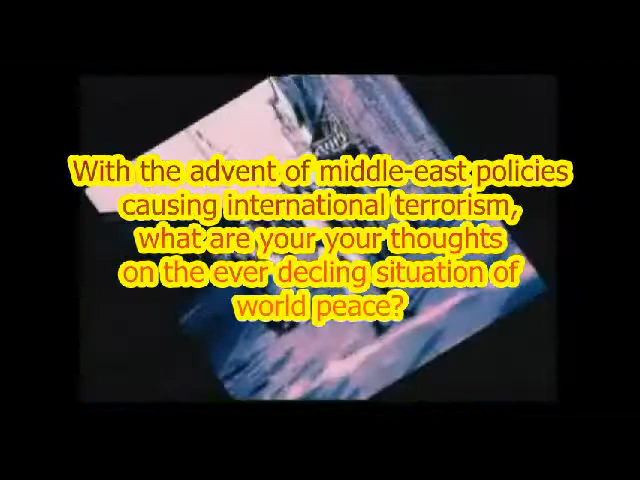 With the advent of middle-east policies
causing international terrorism,
what are your your thoughts
on the ever decling situation of
world peace?